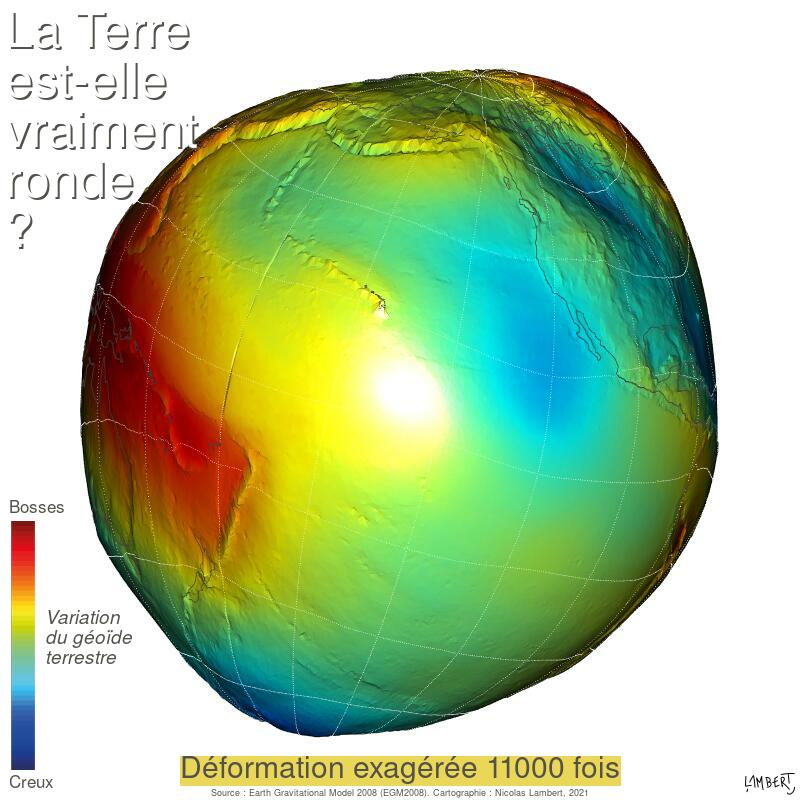 La Terre
est-elle
vraiment
ronde
?
Bosses
Variation
du géoïde
terrestre
Creux
Déformation exagérée 11000 fois
Source : Earth Gravitational Model 2008 (EGM2008). Cartographie : Nicolas Lambert, 2021
LAMBERT